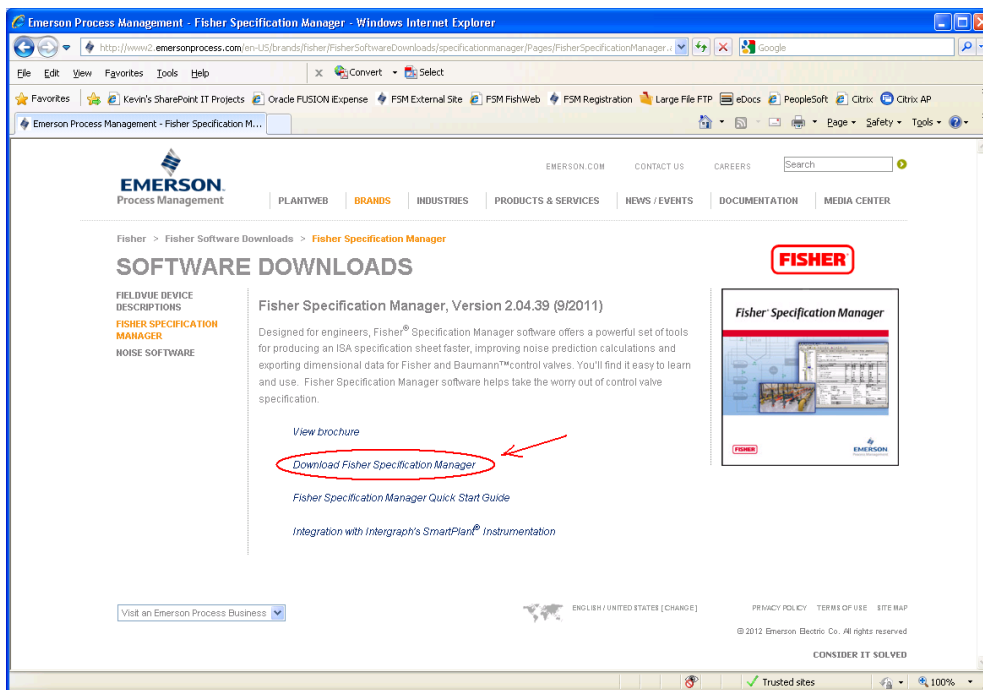 Emerson Process Management - Fisher Specification Manager - Windows Internet Explorer
http://www2.emersonprocess.com/en-US/brands/fisher/FisherSoftwareDownloads/specificationmanager/Pages/FisherSpecificationManager.
Google
File Edit View Favorites Tools Help
x Convert Select
Favorites Kevin's SharePoint IT Projects Oracle FUSION iExpense FSM External Site FSM FishWeb FSM Registration Large File FTP eDocs PeopleSoft Citrix Citrix AP
Emerson Process Management - Fisher Specification M...
Page Safety Tools
EMERSON.COM CONTACT US CAREERS Search
EMERSON.
Process Management
PLANTWEB BRANDS INDUSTRIES PRODUCTS & SERVICES NEWS / EVENTS DOCUMENTATION MEDIA CENTER
Fisher > Fisher Software Downloads > Fisher Specification Manager
SOFTWARE DOWNLOADS
FISHER
FIELDVUE DEVICE
DESCRIPTIONS
FISHER SPECIFICATION
MANAGER
NOISE SOFTWARE
Fisher Specification Manager, Version 2.04.39 (9/2011)
Designed for engineers, Fisher® Specification Manager software offers a powerful set of tools
for producing an ISA specification sheet faster, improving noise prediction calculations and
exporting dimensional data for Fisher and Baumann™control valves. You'll find it easy to learn
and use. Fisher Specification Manager software helps take the worry out of control valve
specification.
View brochure
Download Fisher Specification Manager
Fisher Specification Manager Quick Start Guide
Integration with Intergraph's SmartPlant® Instrumentation
Fisher® Specification Manager
FISHER
EMERSON
Visit an Emerson Process Business
ENGLISH / UNITED STATES [ CHANGE ]
PRIVACY POLICY TERMS OF USE SITE MAP
© 2012 Emerson Electric Co. All rights reserved
CONSIDER IT SOLVED
Trusted sites
100%